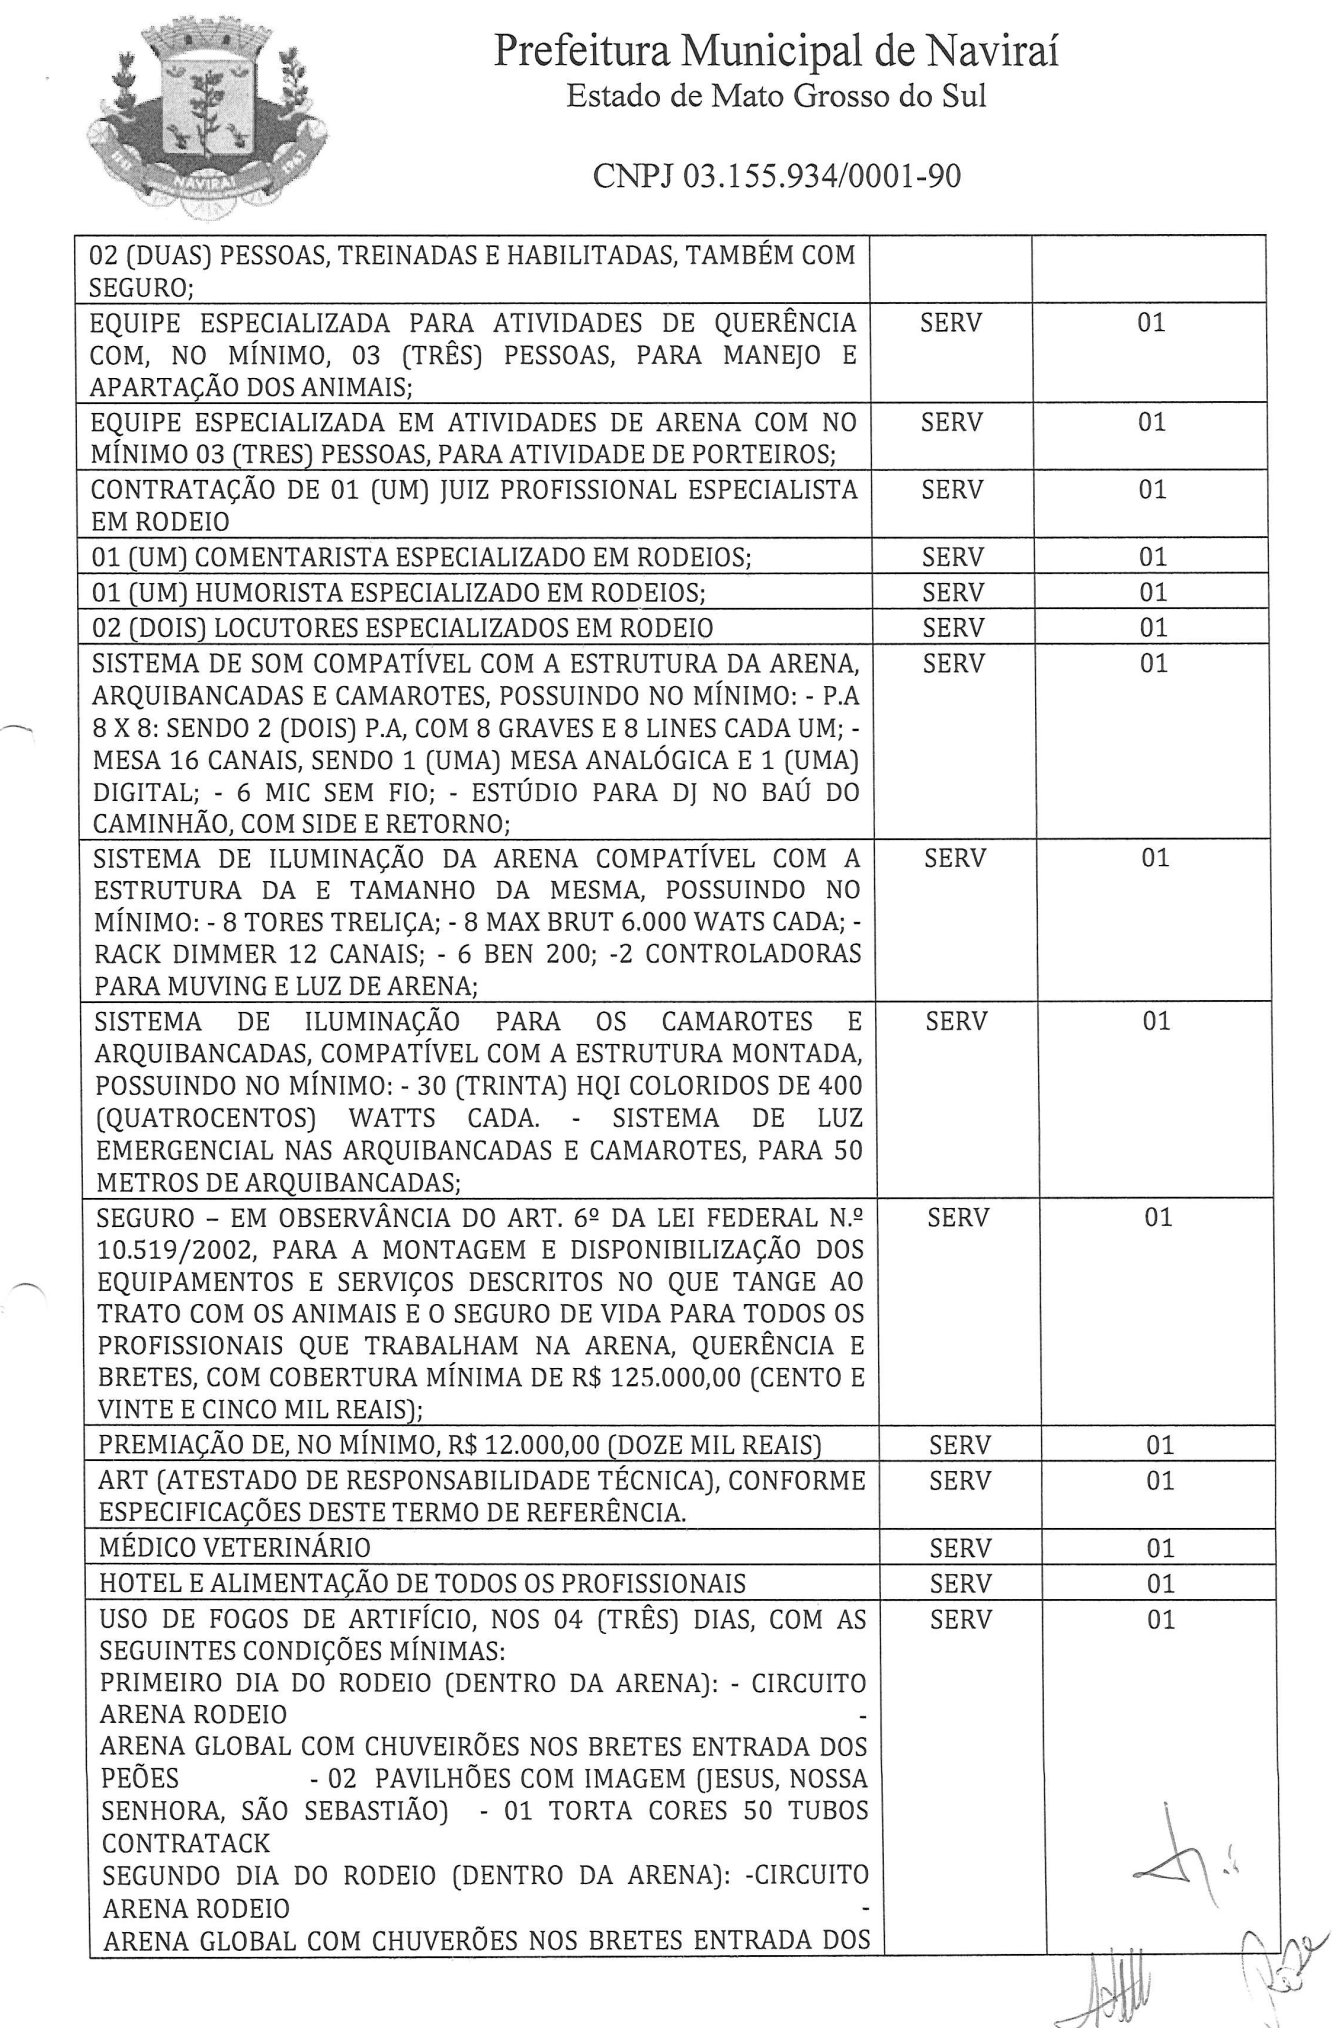 Prefeitura Municipal de Naviraí
Estado de Mato Grosso do Sul
CNPJ 03.155.934/0001-90
NAVIRAÍ
1963
02 (DUAS) PESSOAS, TREINADAS E HABILITADAS, TAMBÉM COM
SEGURO;
EQUIPE ESPECIALIZADA PARA ATIVIDADES DE QUERÊNCIA SERV 01
COM, NO MÍNIMO, 03 (TRÊS) PESSOAS, PARA MANEJO E
APARTAÇÃO DOS ANIMAIS;
EQUIPE ESPECIALIZADA EM ATIVIDADES DE ARENA COM NO SERV 01
MÍNIMO 03 (TRES) PESSOAS, PARA ATIVIDADE DE PORTEIROS;
CONTRATAÇÃO DE 01 (UM) JUIZ PROFISSIONAL ESPECIALISTA SERV 01
EM RODEIO
01 (UM) COMENTARISTA ESPECIALIZADO EM RODEIOS; SERV 01
01 (UM) HUMORISTA ESPECIALIZADO EM RODEIOS; SERV 01
02 (DOIS) LOCUTORES ESPECIALIZADOS EM RODEIO SERV 01
SISTEMA DE SOM COMPATÍVEL COM A ESTRUTURA DA ARENA, SERV 01
ARQUIBANCADAS E CAMAROTES, POSSUINDO NO MÍNIMO: - P.A
8 X 8: SENDO 2 (DOIS) P.A, COM 8 GRAVES E 8 LINES CADA UM; -
MESA 16 CANAIS, SENDO 1 (UMA) MESA ANALÓGICA E 1 (UMA)
DIGITAL; - 6 MIC SEM FIO; - ESTÚDIO PARA DJ NO BAÚ DO
CAMINHÃO, COM SIDE E RETORNO;
SISTEMA DE ILUMINAÇÃO DA ARENA COMPATÍVEL COM A SERV 01
ESTRUTURA DA E TAMANHO DA MESMA, POSSUINDO NO
MÍNIMO: - 8 TORES TRELIÇA; - 8 MAX BRUT 6.000 WATS CADA; -
RACK DIMMER 12 CANAIS; - 6 BEN 200; -2 CONTROLADORAS
PARA MUVING E LUZ DE ARENA;
SISTEMA DE ILUMINAÇÃO PARA OS CAMAROTES E SERV 01
ARQUIBANCADAS, COMPATÍVEL COM A ESTRUTURA MONTADA,
POSSUINDO NO MÍNIMO: - 30 (TRINTA) HQI COLORIDOS DE 400
(QUATROCENTOS) WATTS CADA. - SISTEMA DE LUZ
EMERGENCIAL NAS ARQUIBANCADAS E CAMAROTES, PARA 50
METROS DE ARQUIBANCADAS;
SEGURO – EM OBSERVÂNCIA DO ART. 6º DA LEI FEDERAL N.º SERV 01
10.519/2002, PARA A MONTAGEM E DISPONIBILIZAÇÃO DOS
EQUIPAMENTOS E SERVIÇOS DESCRITOS NO QUE TANGE AO
TRATO COM OS ANIMAIS E O SEGURO DE VIDA PARA TODOS OS
PROFISSIONAIS QUE TRABALHAM NA ARENA, QUERÊNCIA E
BRETES, COM COBERTURA MÍNIMA DE R$ 125.000,00 (CENTO E
VINTE E CINCO MIL REAIS);
PREMIAÇÃO DE, NO MÍNIMO, R$ 12.000,00 (DOZE MIL REAIS) SERV 01
ART (ATESTADO DE RESPONSABILIDADE TÉCNICA), CONFORME SERV 01
ESPECIFICAÇÕES DESTE TERMO DE REFERÊNCIA.
MÉDICO VETERINÁRIO SERV 01
HOTEL E ALIMENTAÇÃO DE TODOS OS PROFISSIONAIS SERV 01
USO DE FOGOS DE ARTIFÍCIO, NOS 04 (TRÊS) DIAS, COM AS SERV 01
SEGUINTES CONDIÇÕES MÍNIMAS:
PRIMEIRO DIA DO RODEIO (DENTRO DA ARENA): - CIRCUITO
ARENA RODEIO -
ARENA GLOBAL COM CHUVEIRÕES NOS BRETES ENTRADA DOS
PEÕES - 02 PAVILHÕES COM IMAGEM (JESUS, NOSSA
SENHORA, SÃO SEBASTIÃO) - 01 TORTA CORES 50 TUBOS
CONTRATACK
SEGUNDO DIA DO RODEIO (DENTRO DA ARENA): -CIRCUITO
ARENA RODEIO -
ARENA GLOBAL COM CHUVERÕES NOS BRETES ENTRADA DOS